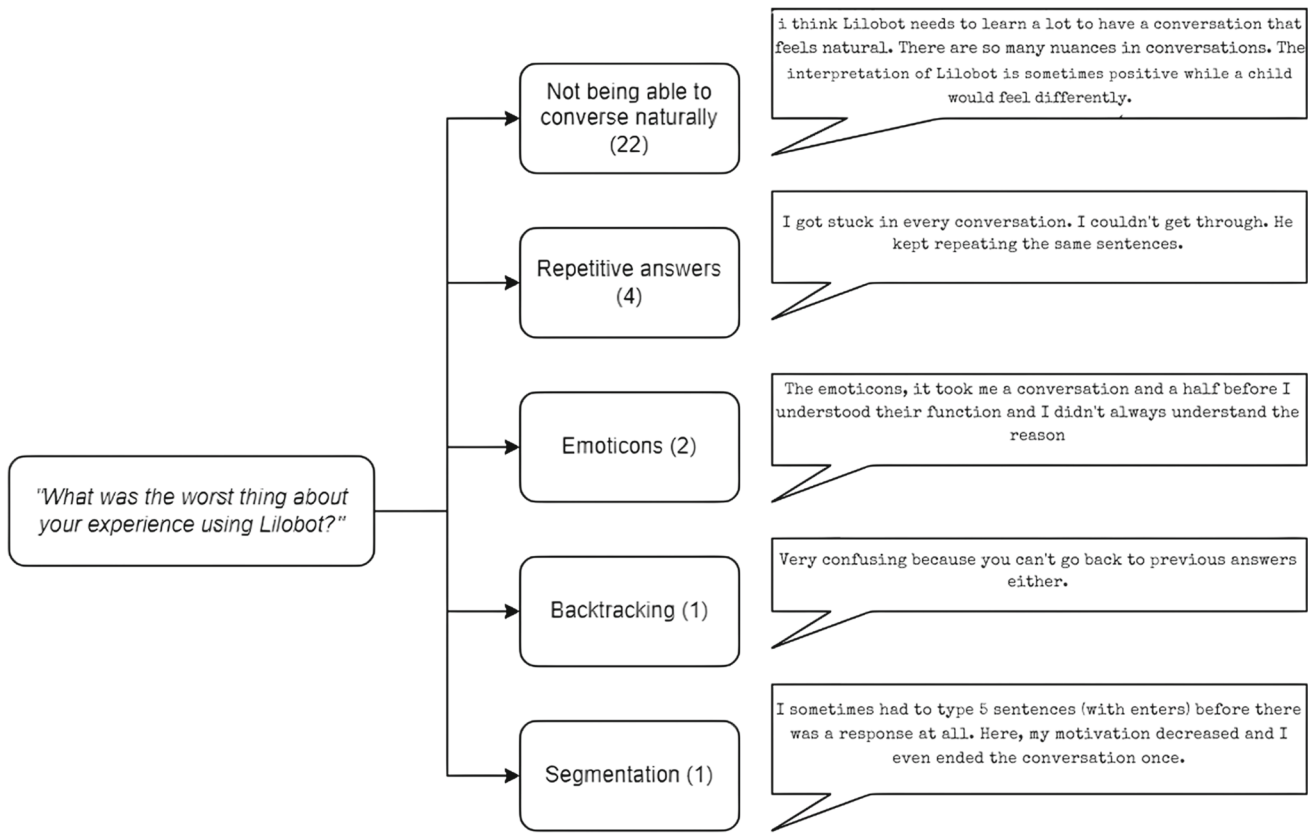 i think Lilobot needs to learn a lot to have a conversation that
feels natural. There are so many nuances in conversations. The
interpretation of Lilobot is sometimes positive while a child
would feel differently.
Not being able to
converse naturally
(22)
I got stuck in every conversation. I couldn't get through. He
kept repeating the same sentences.
Repetitive answers
(4)
The emoticons, it took me a conversation and a half before I
understood their function and I didn't always understand the
reason
Emoticons (2)
"What was the worst thing about
your experience using Lilobot?"
Very confusing because you can't go back to previous answers
either.
Backtracking (1)
I sometimes had to type 5 sentences (with enters) before there
was a response at all. Here, my motivation decreased and I
even ended the conversation once.
Segmentation (1)